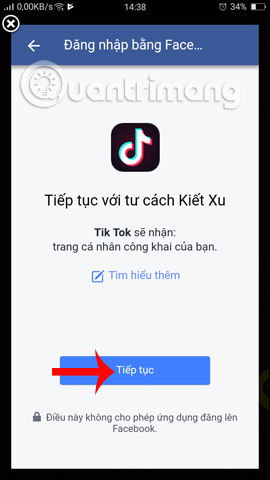 0,00KB/s 14:38 34%
Đăng nhập bằng Face...
Quantrimang
Tiếp tục với tư cách Kiết Xu
Tik Tok sẽ nhận:
trang cá nhân công khai của bạn.
Tìm hiểu thêm
Tiếp tục
Điều này không cho phép ứng dụng đăng lên
Facebook.